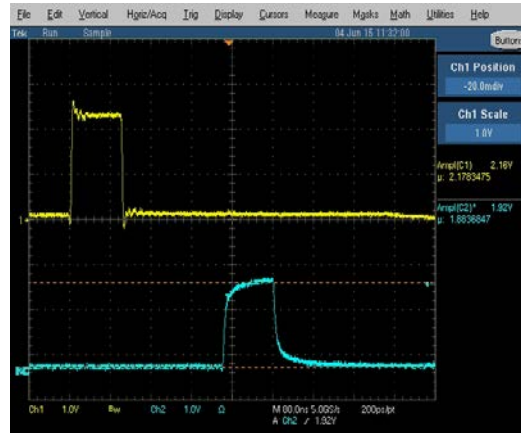 File Edit Vertical Horiz/Acq Trig Display Cursors Measure Masks Math Utilities Help
Tek Run Sample 04 Jun 15 11:32:00
Buttons
Ch1 Position
-20.0mdiv
Ch1 Scale
1.0V
Ampl(C1) 2.16V
µ: 2.1783475
Ampl(C2)* 1.92V
µ: 1.8836847
1
Ch1 1.0V Bw Ch2 1.0V Ω M 00.0ns 5.0GS/s 200ps/pt
A Ch2 / 1.92V